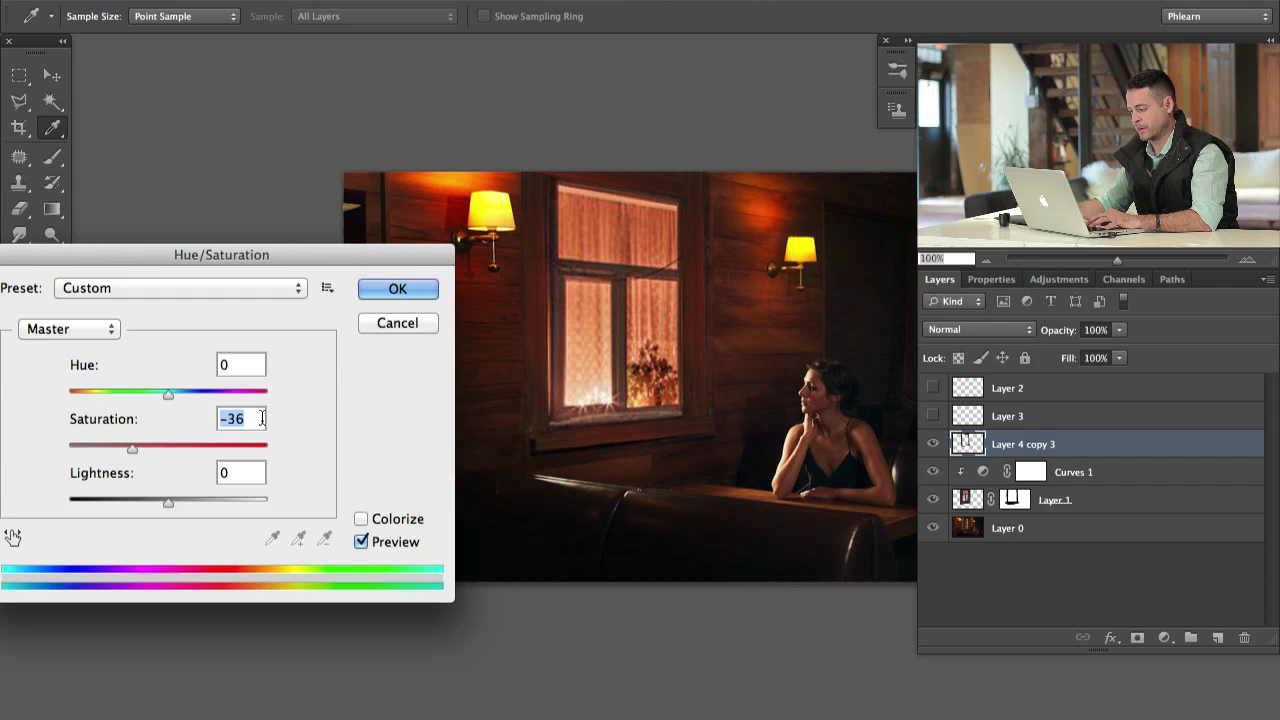 Sample Size: Point Sample Sample: All Layers Show Sampling Ring Phlearn
Hue/Saturation
Preset: Custom OK
Cancel
Master
Hue: 0
Saturation: -36
Lightness: 0
Colorize
Preview
100%
Layers Properties Adjustments Channels Paths
Kind
Normal Opacity: 100%
Lock: Fill: 100%
Layer 2
Layer 3
Layer 4 copy 3
Curves 1
Layer 1
Layer 0